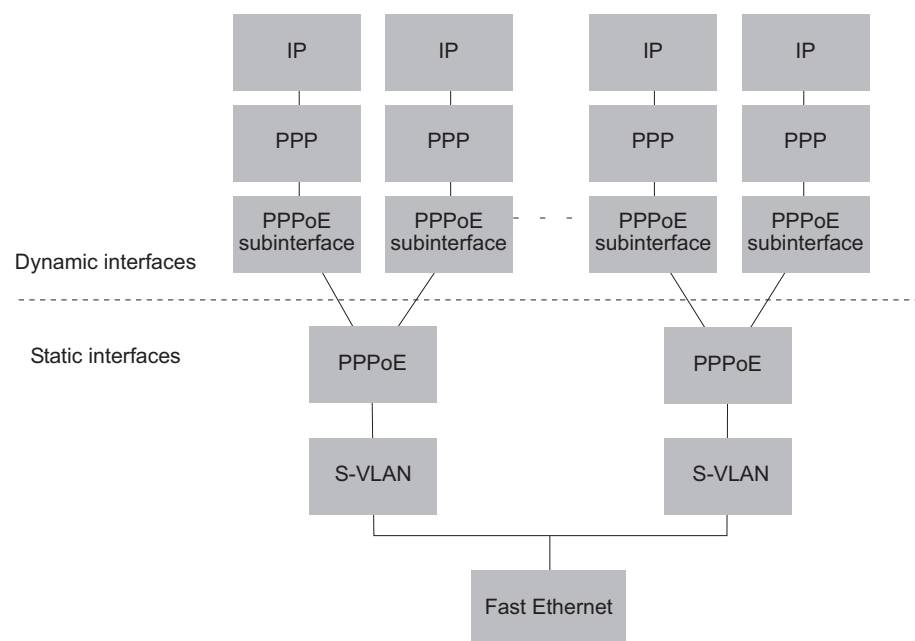 IP IP IP IP
PPP PPP PPP PPP
PPPoE subinterface PPPoE subinterface PPPoE subinterface PPPoE subinterface
Dynamic interfaces
Static interfaces
PPPoE PPPoE
S-VLAN S-VLAN
Fast Ethernet